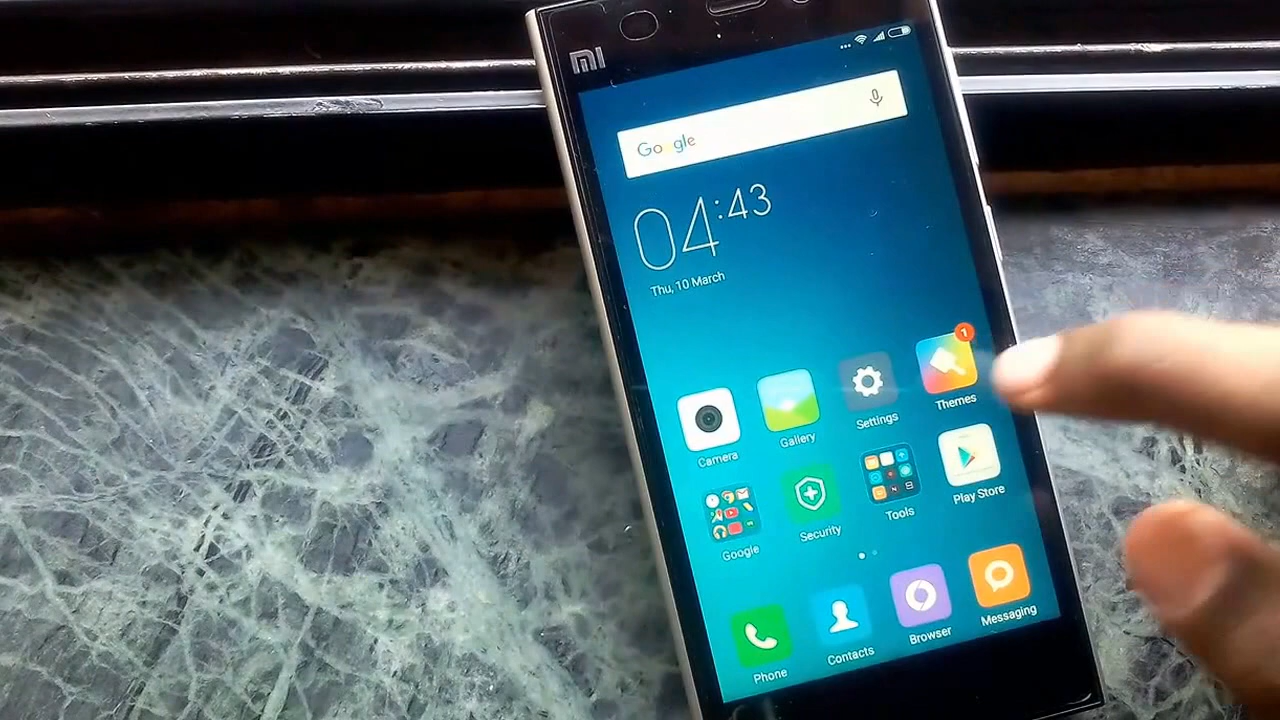 MI
Google
04:43
Thu, 10 March
1
Camera
Gallery
Settings
Themes
Google
Security
Tools
Play Store
Phone
Contacts
Browser
Messaging